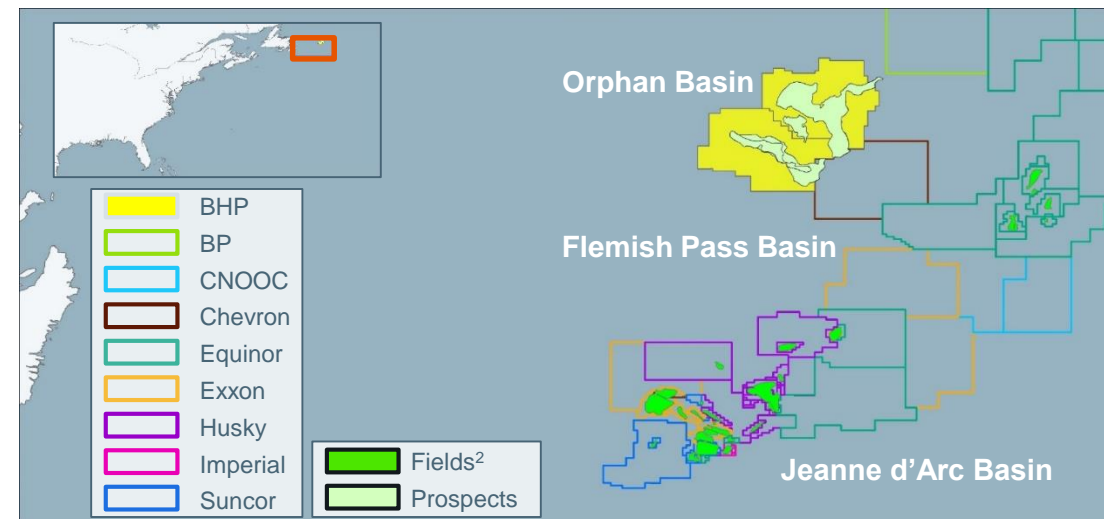 Orphan Basin
Flemish Pass Basin
Jeanne d’Arc Basin
BHP
BP
CNOOC
Chevron
Equinor
Exxon
Husky
Imperial
Suncor
Fields²
Prospects